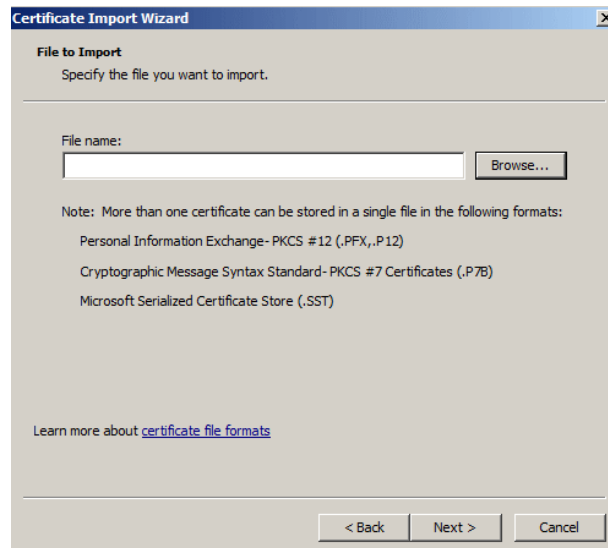 Certificate Import Wizard
File to Import
Specify the file you want to import.
File name:
Browse...
Note: More than one certificate can be stored in a single file in the following formats:
Personal Information Exchange- PKCS #12 (.PFX,.P12)
Cryptographic Message Syntax Standard- PKCS #7 Certificates (.P7B)
Microsoft Serialized Certificate Store (.SST)
Learn more about certificate file formats
< Back Next > Cancel